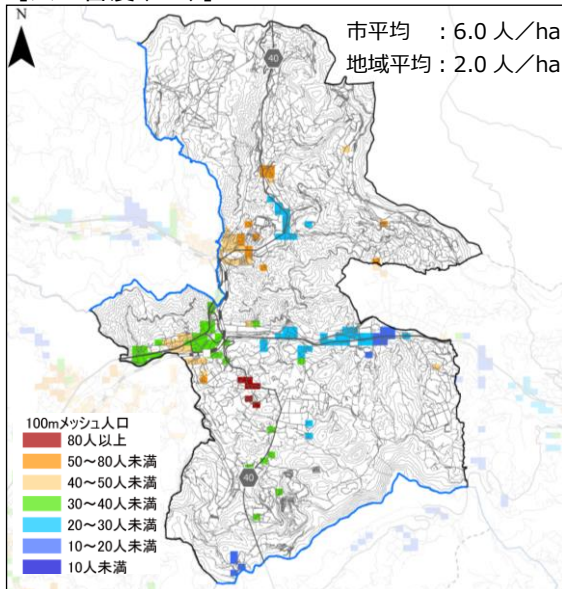 N
市平均 ：6.0 人／ha
地域平均：2.0 人／ha
40
40
100mメッシュ人口
80人以上
50～80人未満
40～50人未満
30～40人未満
20～30人未満
10～20人未満
10人未満